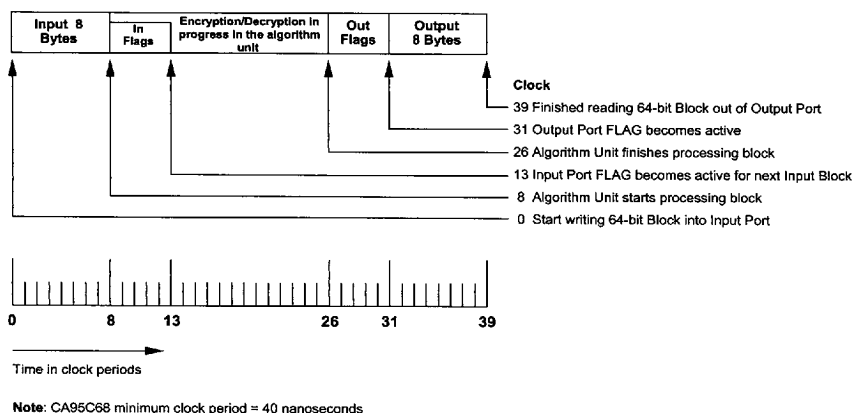 Input 8
Bytes
In
Flags
Encryption/Decryption in
progress in the algorithm
unit
Out
Flags
Output
8 Bytes
Clock
39 Finished reading 64-bit Block out of Output Port
31 Output Port FLAG becomes active
26 Algorithm Unit finishes processing block
13 Input Port FLAG becomes active for next Input Block
8 Algorithm Unit starts processing block
0 Start writing 64-bit Block into Input Port
0 8 13 26 31 39
Time in clock periods
Note: CA95C68 minimum clock period = 40 nanoseconds